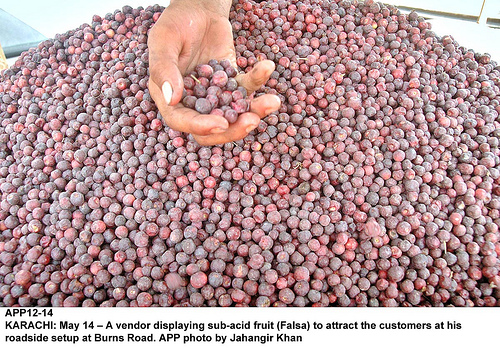 APP12-14
KARACHI: May 14 – A vendor displaying sub-acid fruit (Falsa) to attract the customers at his
roadside setup at Burns Road. APP photo by Jahangir Khan